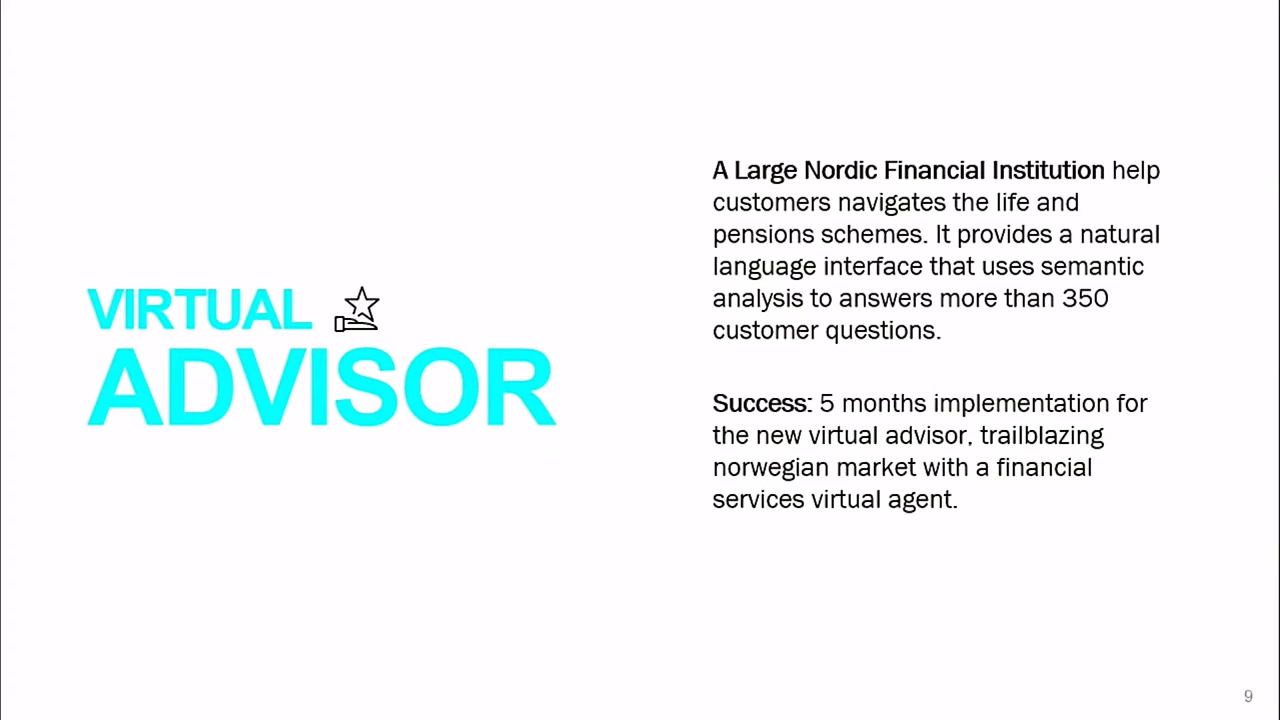 VIRTUAL
ADVISOR
A Large Nordic Financial Institution help
customers navigates the life and
pensions schemes. It provides a natural
language interface that uses semantic
analysis to answers more than 350
customer questions.
Success: 5 months implementation for
the new virtual advisor, trailblazing
norwegian market with a financial
services virtual agent.
9